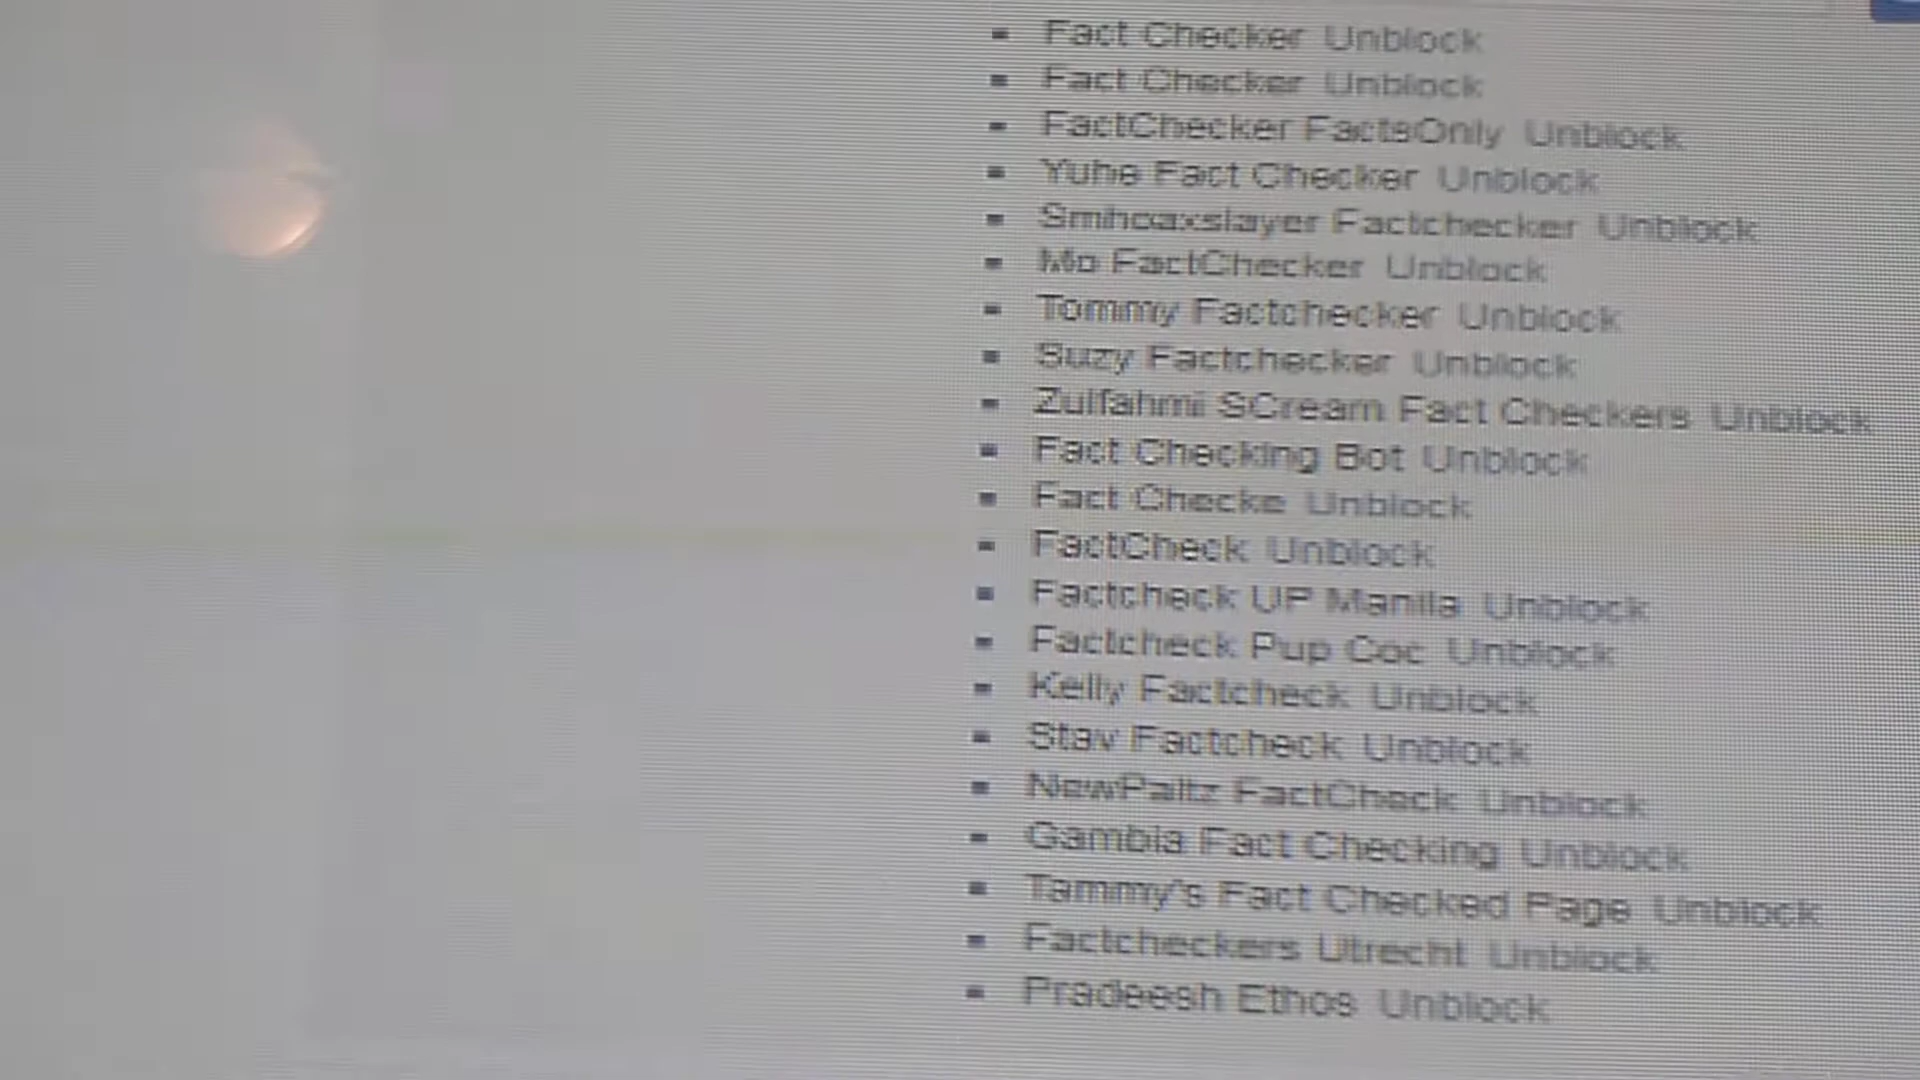 Fact Checker Unblock
Fact Checker Unblock
FactChecker FactsOnly Unblock
Yuhe Fact Checker Unblock
Smhoaxslayer Factchecker Unblock
Mo FactChecker Unblock
Tommy Factchecker Unblock
Suzy Factchecker Unblock
Zulfahmi SCream Fact Checkers Unblock
Fact Checking Bot Unblock
Fact Checke Unblock
FactCheck Unblock
Factcheck UP Manila Unblock
Factcheck Pup Coc Unblock
Kelly Factcheck Unblock
Stav Factcheck Unblock
NewPaltz FactCheck Unblock
Gambia Fact Checking Unblock
Tammy's Fact Checked Page Unblock
Factcheckers Utrecht Unblock
Pradeesh Ethos Unblock